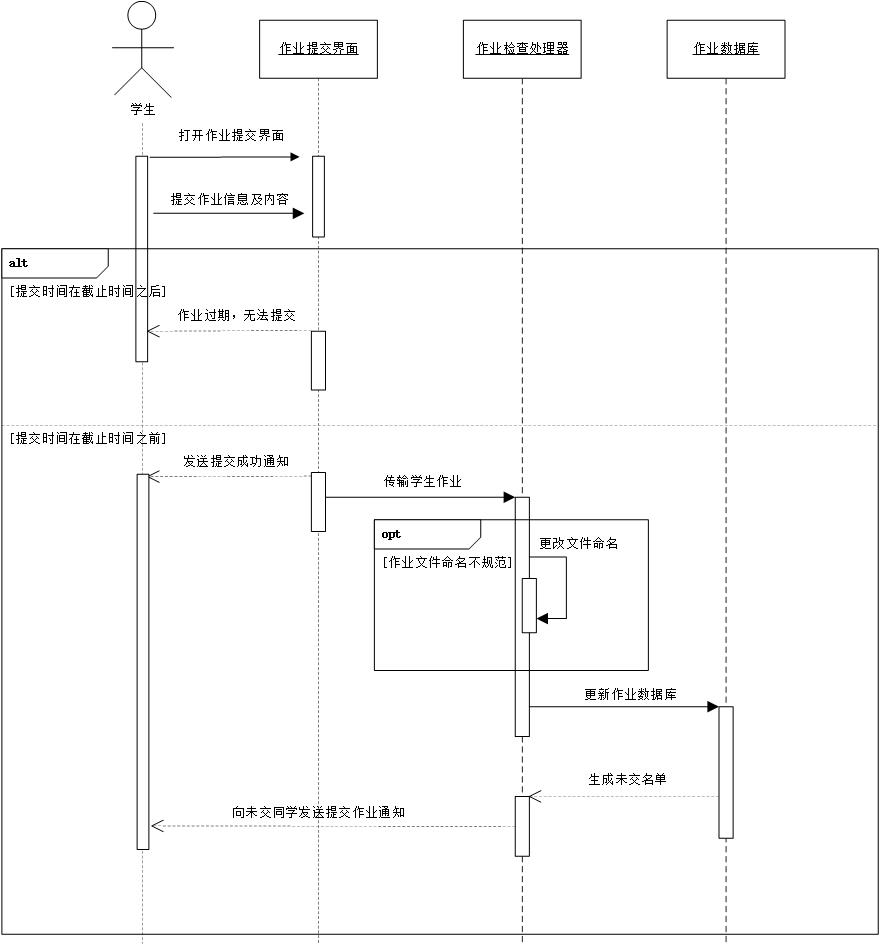 作业提交界面
作业检查处理器
作业数据库
学生
打开作业提交界面
提交作业信息及内容
alt
[提交时间在截止时间之后]
作业过期，无法提交
[提交时间在截止时间之前]
发送提交成功通知
传输学生作业
opt
更改文件命名
[作业文件命名不规范]
更新作业数据库
生成未交名单
向未交同学发送提交作业通知